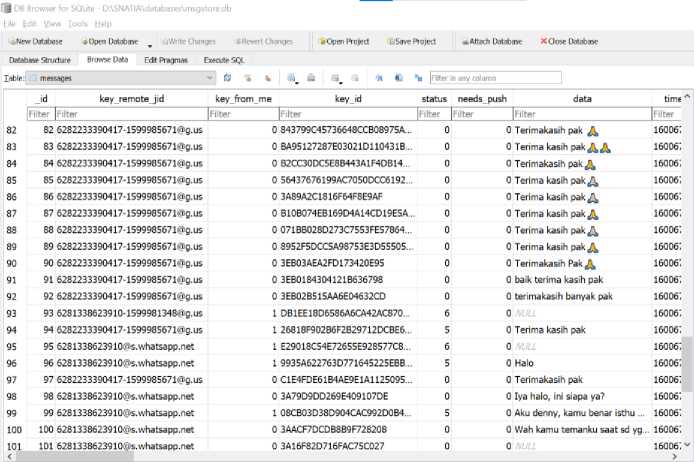 DB Browser for SQLite - D:\SNATIA\databases\msgstore.db
File Edit View Tools Help
New Database Open Database Write Changes Revert Changes Open Project Save Project Attach Database Close Database
Database Structure Browse Data Edit Pragmas Execute SQL
Table: messages Filter in any column
_id key_remote_jid key_from_me key_id status needs_push data time
Filter Filter Filter Filter Filter Filter Filter Filter
82 82 6282233390417-1599985671@g.us 0 843799C45736648CCB08975A... 0 0 Terimakasih pak 🙏 160067
83 83 6282233390417-1599985671@g.us 0 BA95127287E03021D110431B... 0 0 Terima kasih pak 🙏🙏 160067
84 84 6282233390417-1599985671@g.us 0 B2CC30DC5E8B443A1F4DB14... 0 0 Terimakasih pak 🙏 160067
85 85 6282233390417-1599985671@g.us 0 56437676199AC7050DCC6192... 0 0 Terima kasih pak 🙏 160067
86 86 6282233390417-1599985671@g.us 0 3A89A2C1816F64F8E9AF 0 0 Terima kasih pak 🙏 160067
87 87 6282233390417-1599985671@g.us 0 B10B074EB169D4A14CD19E5A... 0 0 Terima kasih pak 🙏 160067
88 88 6282233390417-1599985671@g.us 0 071BB028D273C7553FE57864... 0 0 Terima kasih pak 🙏 160067
89 89 6282233390417-1599985671@g.us 0 8952F5DCC5A98753E3D55505... 0 0 Terima kasih pak 🙏 160067
90 90 6282233390417-1599985671@g.us 0 3EB03AEA2FD173420E95 0 0 Terimakasih Pak 🙏 160067
91 91 6282233390417-1599985671@g.us 0 3EB0184304121B636798 0 0 baik terima kasih pak 160067
92 92 6282233390417-1599985671@g.us 0 3EB02B515AA6E04632CD 0 0 terimakasih banyak pak 160067
93 93 6281338623910-1599981348@g.us 1 DB1EE18D6586A6CA42AC870... 6 0 NULL 160067
94 94 6282233390417-1599985671@g.us 1 26818F902B6F2B29712DCBE6... 5 0 Terima kasih pak 160067
95 95 6281338623910@s.whatsapp.net 1 E29018C54E72655E928577C8... 6 0 NULL 160067
96 96 6281338623910@s.whatsapp.net 1 9935A622763D771645225EBB... 5 0 Halo 160067
97 97 6282233390417-1599985671@g.us 0 C1E4FDE61B4AE9E1A1125095... 0 0 Terimakasih pak 160067
98 98 6281338623910@s.whatsapp.net 0 3A79D9DD269E409107DE 0 0 Iya halo, ini siapa ya? 160067
99 99 6281338623910@s.whatsapp.net 1 08CB03D38D904CAC992D0B4... 5 0 Aku denny, kamu benar isthu ... 160067
100 100 6281338623910@s.whatsapp.net 0 3AACF7DCDB8B9F728208 0 0 Wah kamu temanku saat sd yg... 160067
101 101 6281338623910@s.whatsapp.net 0 3A16F82D716FAC75C027 0 0 NULL 160067